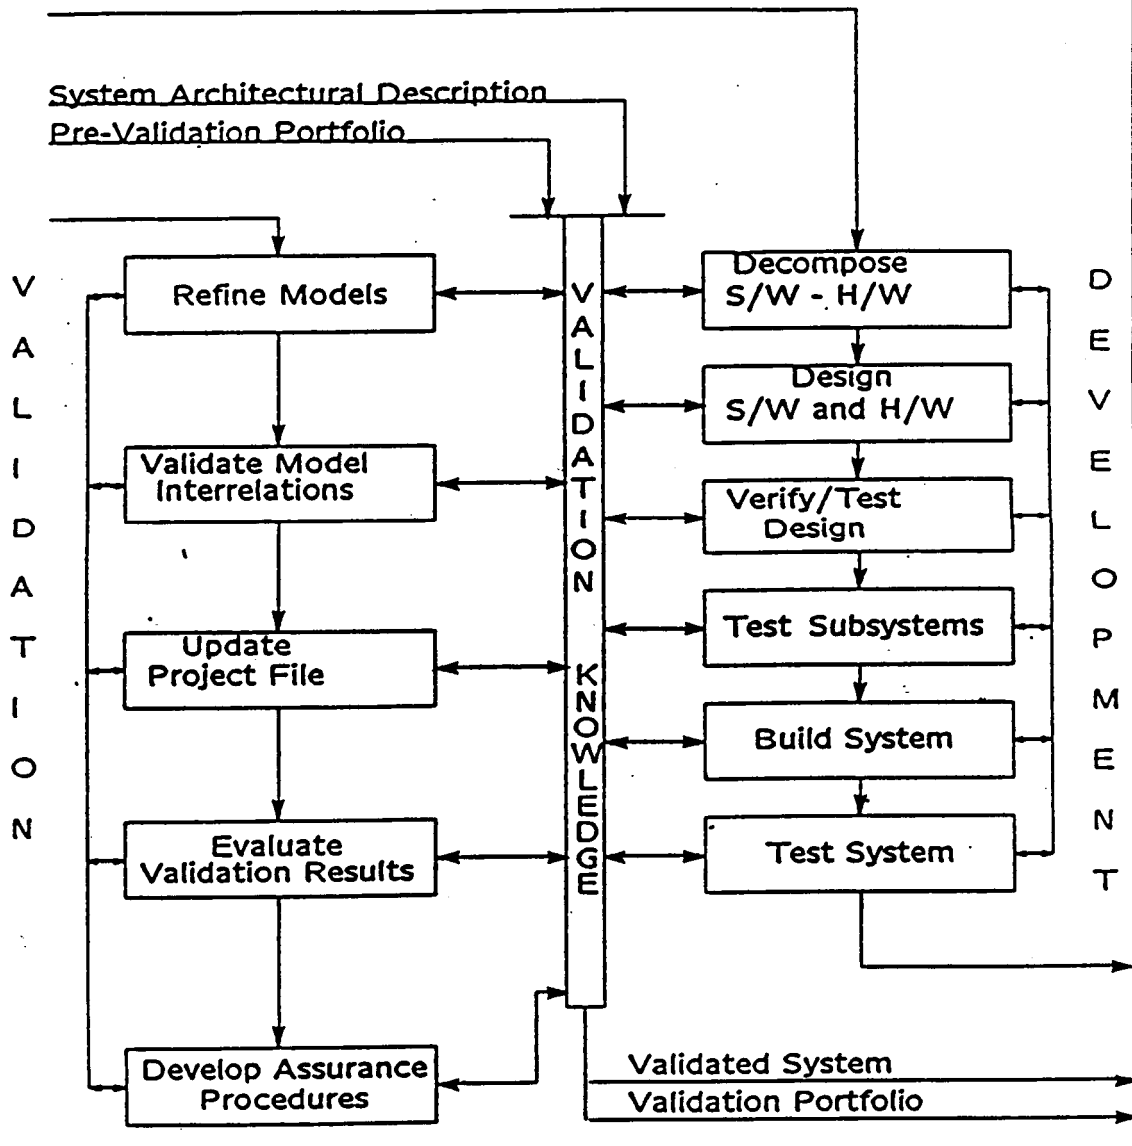 System Architectural Description
Pre-Validation Portfolio
VALIDATION
Refine Models
Validate Model
Interrelations
Update
Project File
Evaluate
Validation Results
Develop Assurance
Procedures
VALIDATION KNOWLEDGE
Decompose
S/W - H/W
Design
S/W and H/W
Verify/Test
Design
Test Subsystems
Build System
Test System
DEVELOPMENT
Validated System
Validation Portfolio